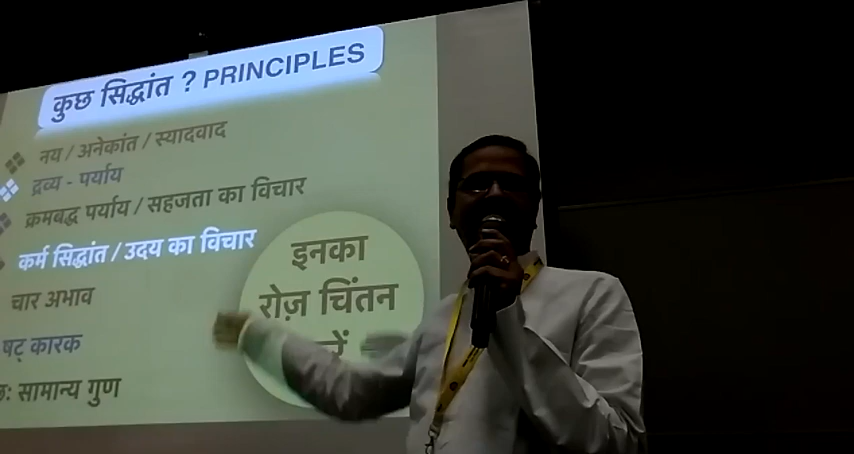 कुछ सिद्धांत ? PRINCIPLES
नय / अनेकांत / स्यादवाद
द्रव्य - पर्याय
क्रमबद्ध पर्याय / सहजता का विचार
कर्म सिद्धांत / उदय का विचार
चार अभाव
षट् कारक
छ: सामान्य गुण
इनका
रोज़ चिंतन